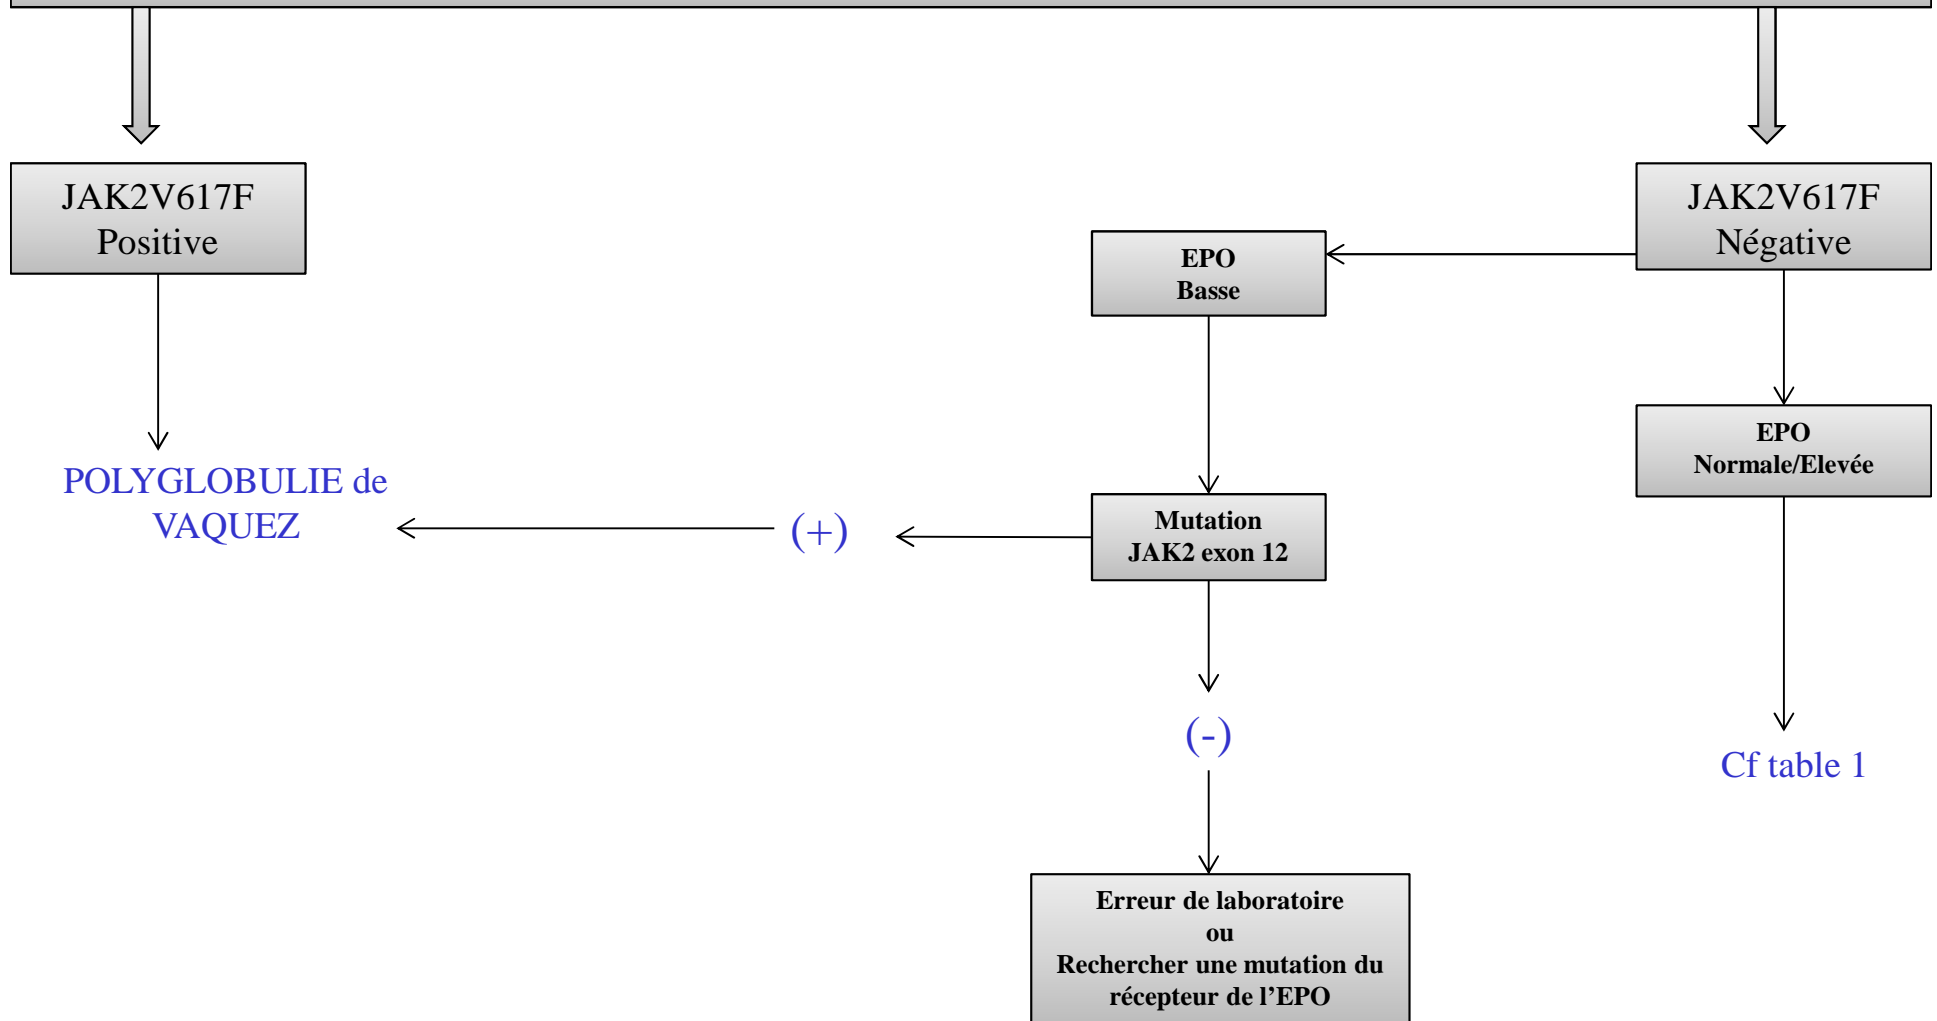 JAK2V617F
Positive
JAK2V617F
Négative
EPO
Basse
EPO
Normale/Elevée
POLYGLOBULIE de
VAQUEZ
(+)
Mutation
JAK2 exon 12
(-)
Cf table 1
Erreur de laboratoire
ou
Rechercher une mutation du
récepteur de l’EPO